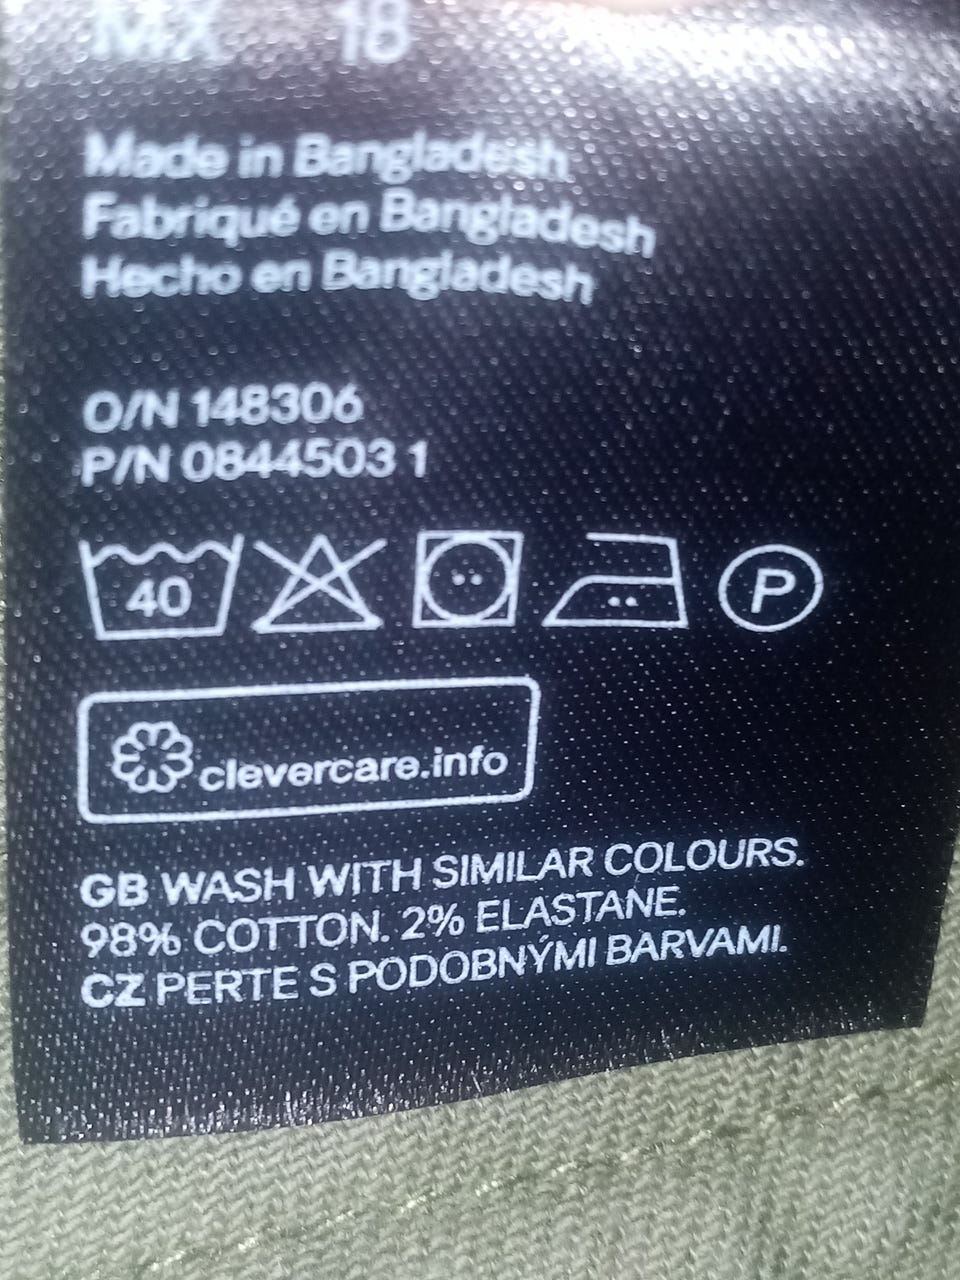 MX 18
Made in Bangladesh
Fabriqué en Bangladesh
Hecho en Bangladesh
O/N 148306
P/N 0844503 1
40 P
clevercare.info
GB WASH WITH SIMILAR COLOURS.
98% COTTON. 2% ELASTANE.
CZ PERTE S PODOBNÝMI BARVAMI.